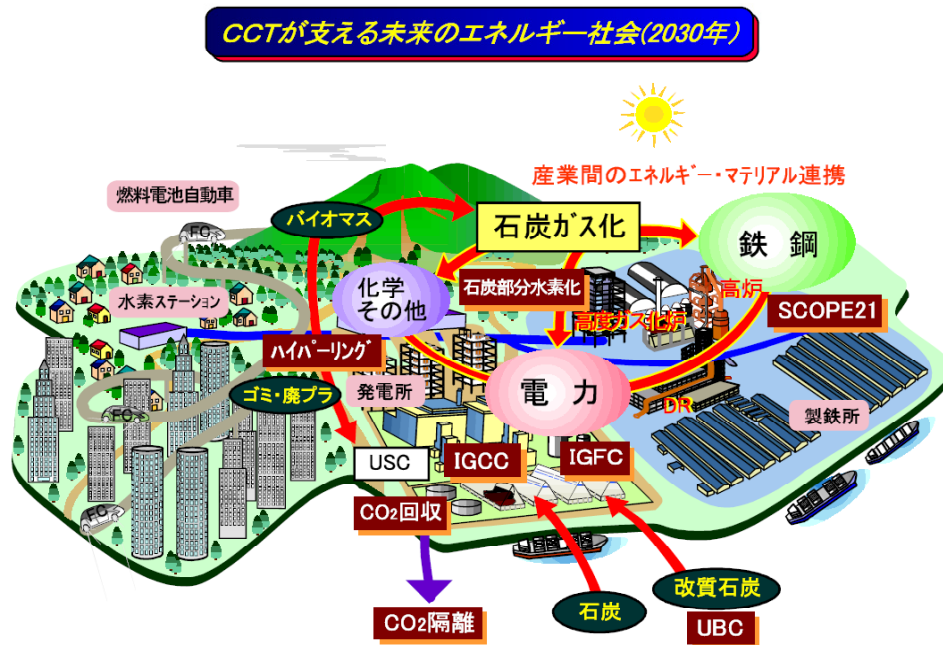 CCTが支える未来のエネルギー社会(2030年)
産業間のエネルギー・マテリアル連携
燃料電池自動車
バイオマス
石炭ガス化
鉄 鋼
FC
化学
その他
石炭部分水素化
高炉
水素ステーション
高度ガス化炉
SCOPE21
ハイパーリング
発電所
電 力
ゴミ・廃プラ
DR
製鉄所
FC
USC
IGCC
IGFC
FC
CO2回収
石炭
改質石炭
CO2隔離
UBC